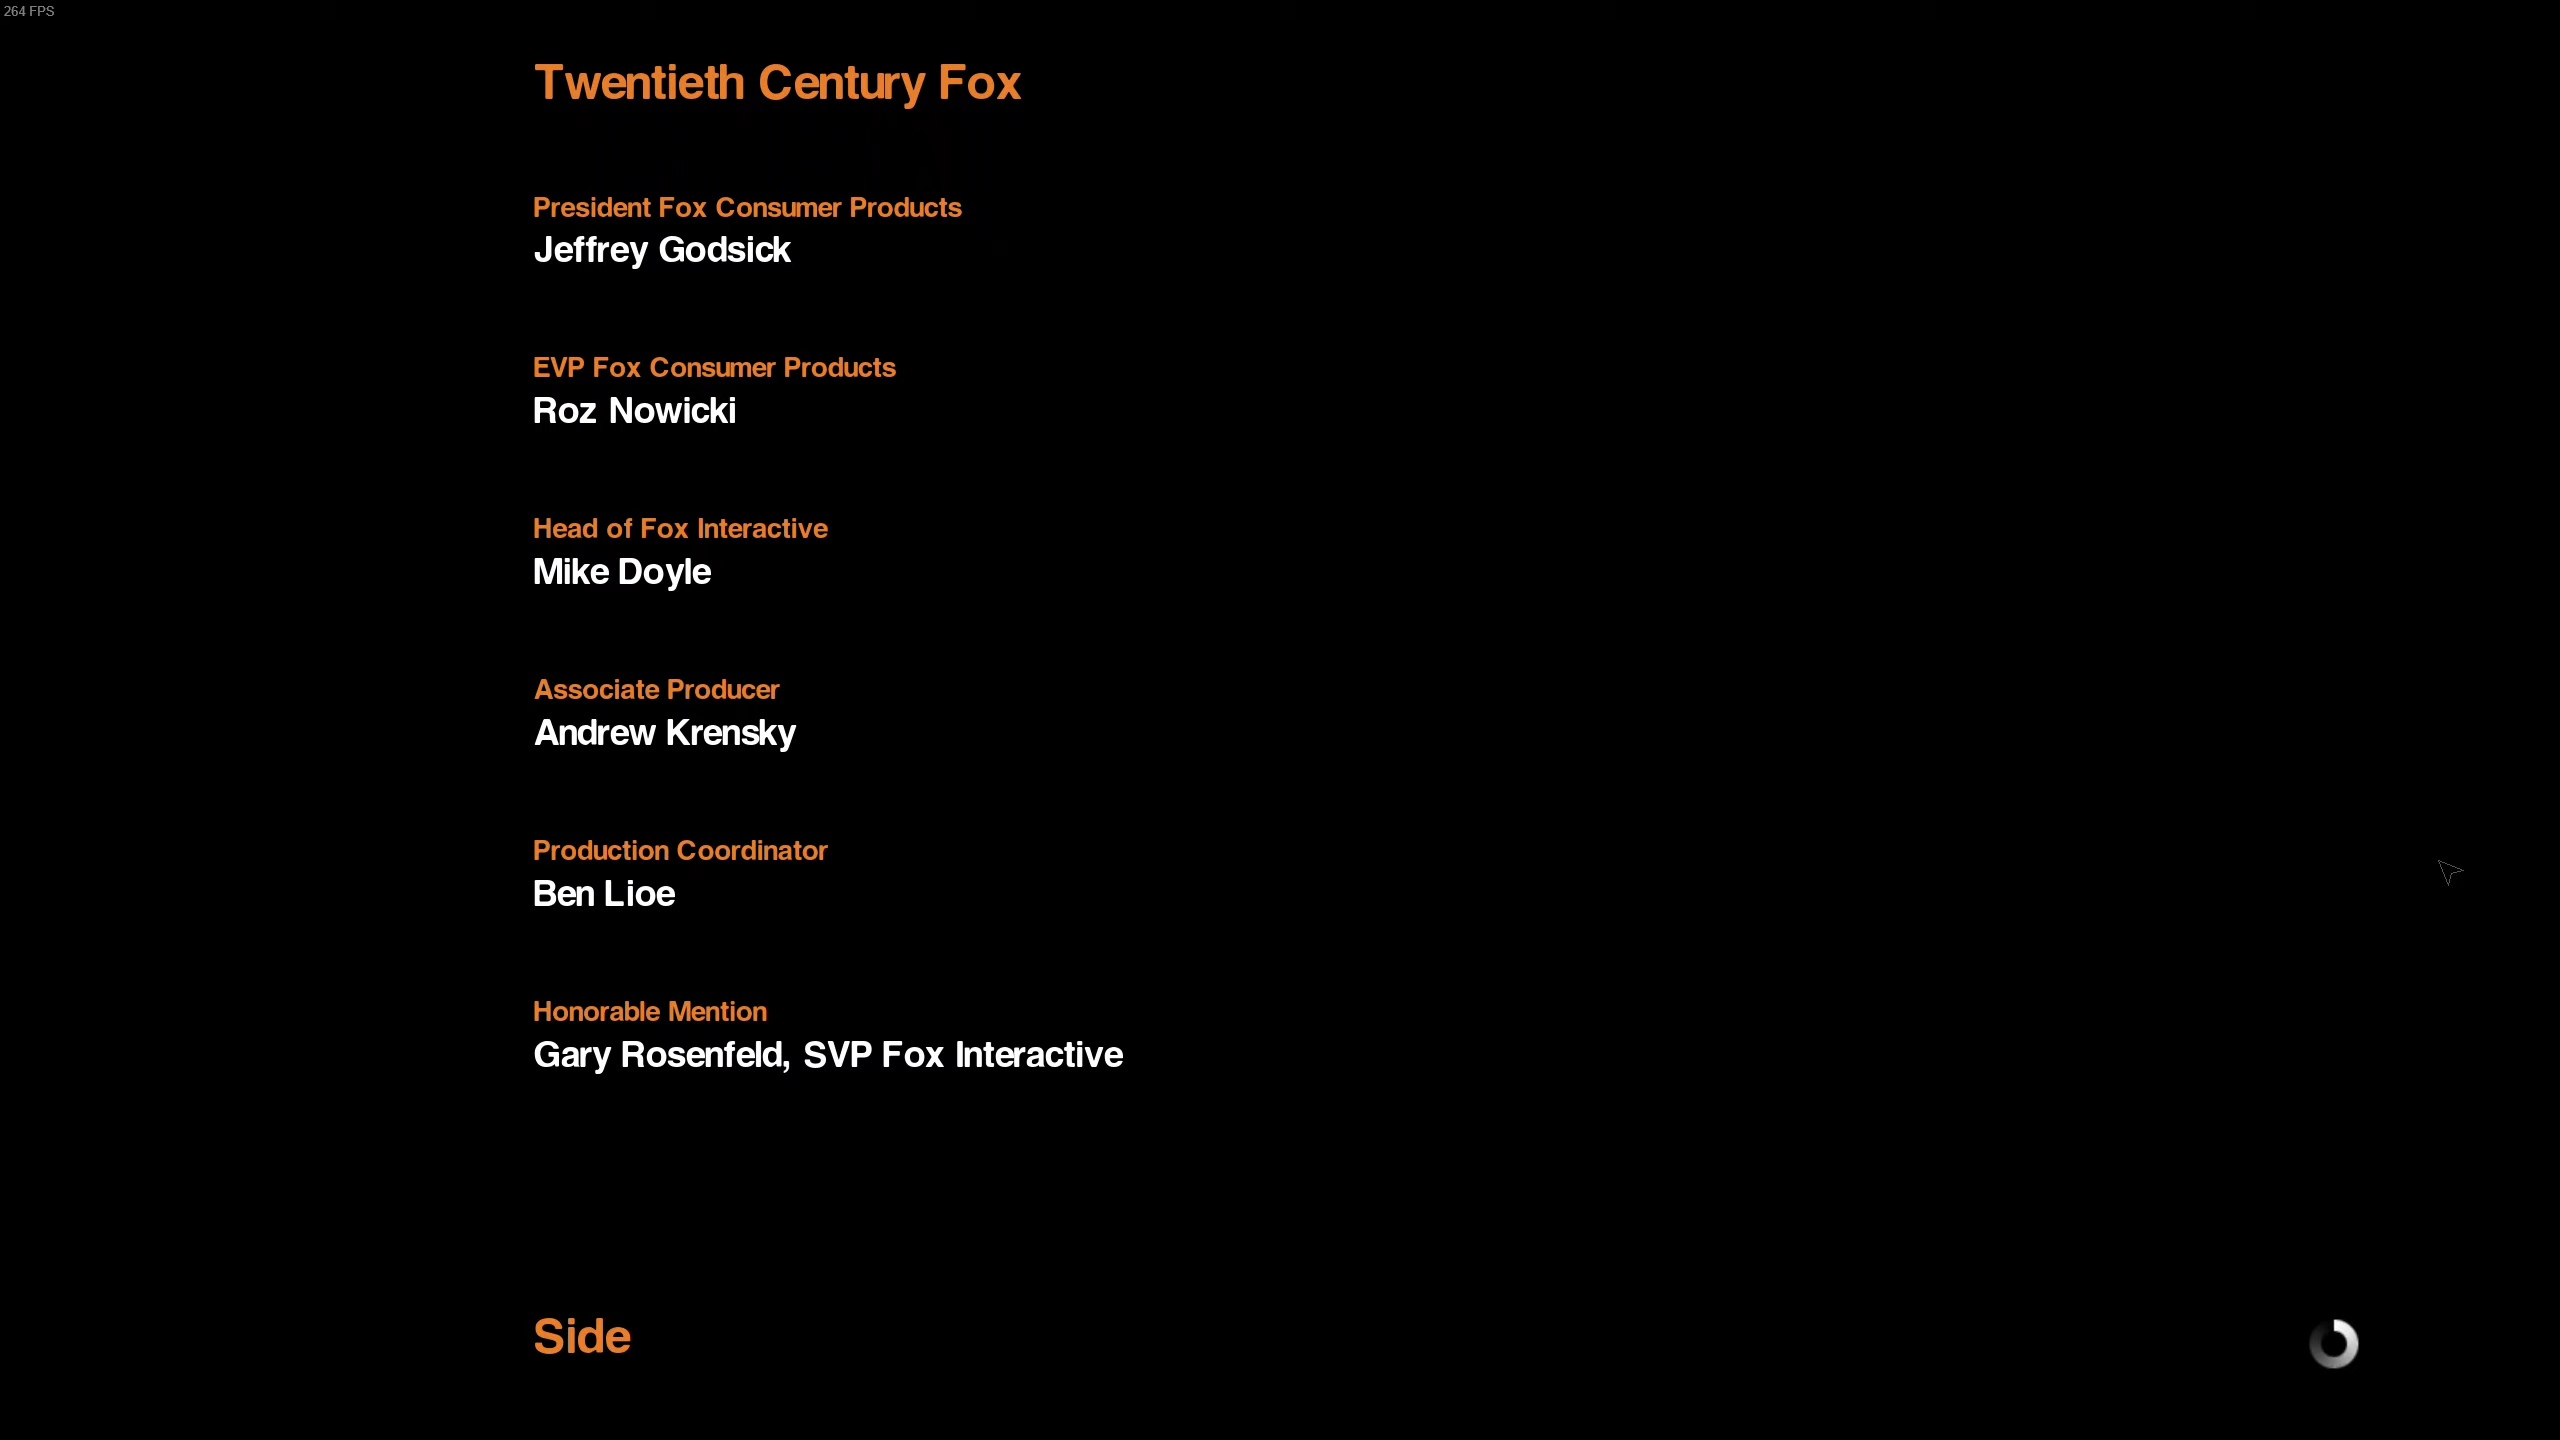 264 FPS
Twentieth Century Fox
President Fox Consumer Products
Jeffrey Godsick
EVP Fox Consumer Products
Roz Nowicki
Head of Fox Interactive
Mike Doyle
Associate Producer
Andrew Krensky
Production Coordinator
Ben Lioe
Honorable Mention
Gary Rosenfeld, SVP Fox Interactive
Side